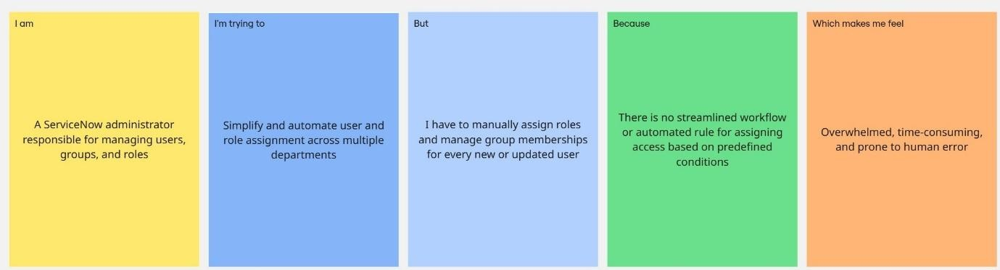 I am
A ServiceNow administrator
responsible for managing users,
groups, and roles
I'm trying to
Simplify and automate user and
role assignment across multiple
departments
But
I have to manually assign roles
and manage group memberships
for every new or updated user
Because
There is no streamlined workflow
or automated rule for assigning
access based on predefined
conditions
Which makes me feel
Overwhelmed, time-consuming,
and prone to human error